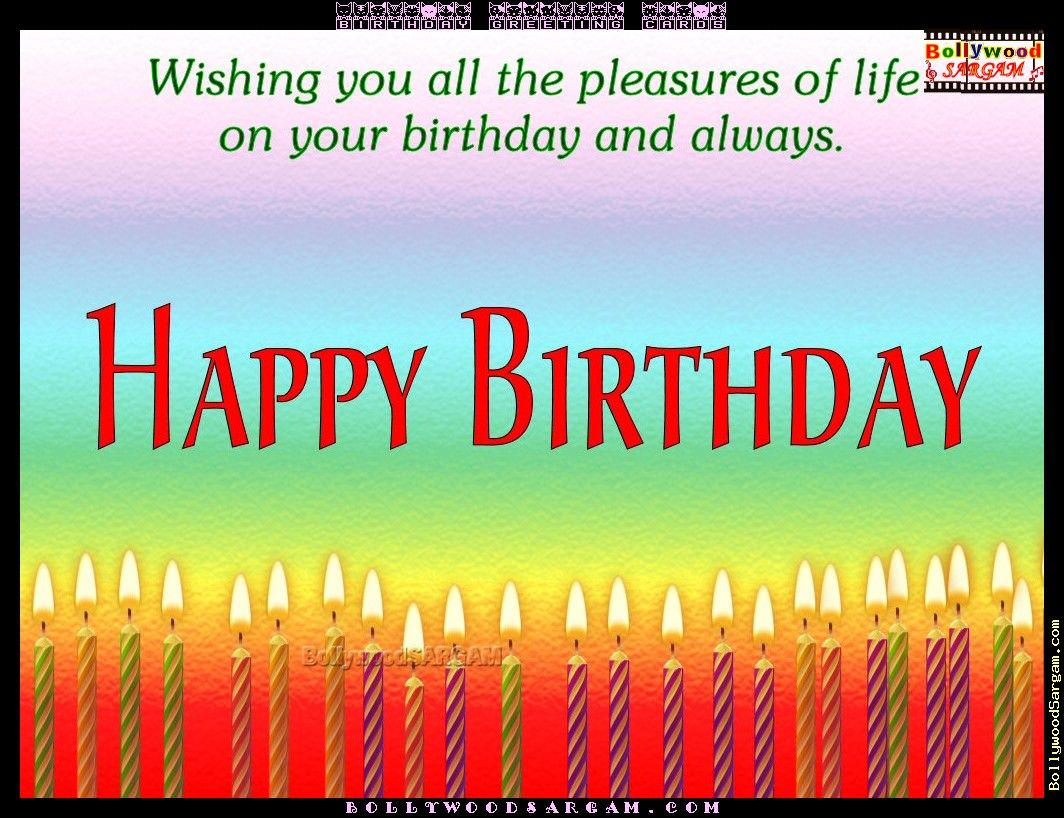 BIRTHDAY GREETING CARDS
Bollywood
SARGAM
Wishing you all the pleasures of life
on your birthday and always.
HAPPY BIRTHDAY
BollywoodSARGAM
BollywoodSargam.com
BOLLYWOODSARGAM.COM